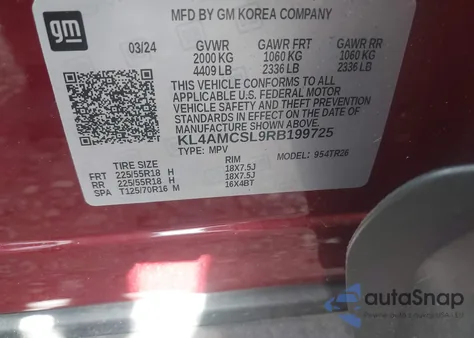 gm
MFD BY GM KOREA COMPANY
03/24 GVWR GAWR FRT GAWR RR
2000 KG 1060 KG 1060 KG
4409 LB 2336 LB 2336 LB
THIS VEHICLE CONFORMS TO ALL
APPLICABLE U.S. FEDERAL MOTOR
VEHICLE SAFETY AND THEFT PREVENTION
STANDARDS IN EFFECT ON THE DATE OF
MANUFACTURE SHOWN ABOVE.
KL4AMCSL9RB199725
TYPE: MPV MODEL: 954TR26
TIRE SIZE RIM
FRT 225/55R18 H 18X7.5J
RR 225/55R18 H 18X7.5J
SPA T125/70R16 M 16X4BT
autoSnap